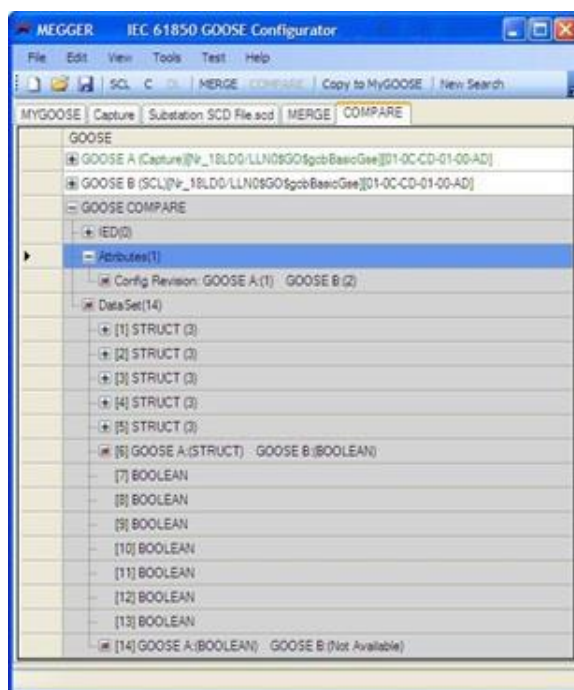 MEGGER IEC 61850 GOOSE Configurator
File Edit View Tools Test Help
SCL C MERGE COMPARE Copy to MyGOOSE New Search
MYGOOSE Capture Substation SCD File.scd MERGE COMPARE
GOOSE
GOOSE A (Capture)[Nr_18LD0/LLN0$GO$gcbBasicGse][01-0C-CD-01-00-AD]
GOOSE B (SCL)[Nr_18LD0/LLN0$GO$gcbBasicGse][01-0C-CD-01-00-AD]
GOOSE COMPARE
IED(0)
Attributes(1)
Config Revision: GOOSE A:(1) GOOSE B:(2)
DataSet(14)
[1] STRUCT (3)
[2] STRUCT (3)
[3] STRUCT (3)
[4] STRUCT (3)
[5] STRUCT (3)
[6] GOOSE A:(STRUCT) GOOSE B:(BOOLEAN)
[7] BOOLEAN
[8] BOOLEAN
[9] BOOLEAN
[10] BOOLEAN
[11] BOOLEAN
[12] BOOLEAN
[13] BOOLEAN
[14] GOOSE A:(BOOLEAN) GOOSE B:(Not Available)